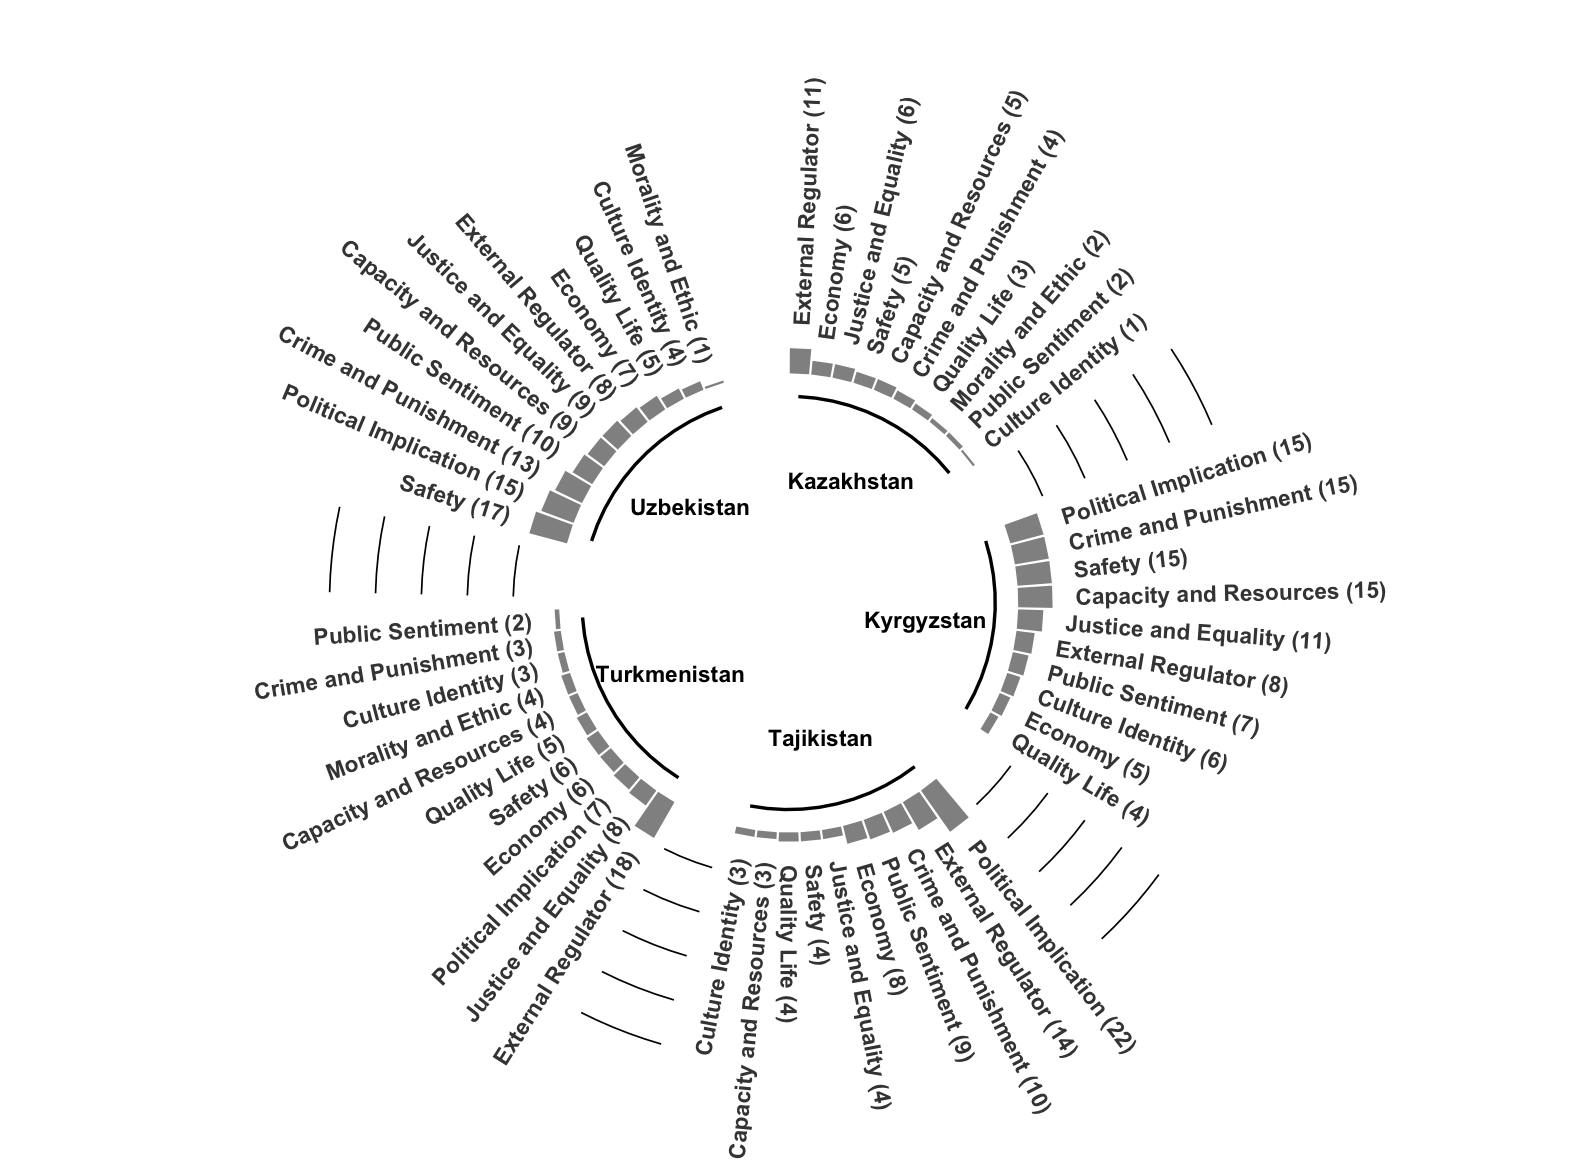 Kazakhstan
External Regulator (11)
Economy (6)
Justice and Equality (6)
Safety (5)
Capacity and Resources (5)
Crime and Punishment (4)
Quality Life (3)
Morality and Ethic (2)
Public Sentiment (2)
Culture Identity (1)
Kyrgyzstan
Political Implication (15)
Crime and Punishment (15)
Safety (15)
Capacity and Resources (15)
Justice and Equality (11)
External Regulator (8)
Public Sentiment (7)
Culture Identity (6)
Economy (5)
Quality Life (4)
Tajikistan
Political Implication (22)
External Regulator (14)
Crime and Punishment (10)
Public Sentiment (9)
Economy (8)
Justice and Equality (4)
Safety (4)
Quality Life (4)
Capacity and Resources (3)
Culture Identity (3)
Turkmenistan
External Regulator (18)
Justice and Equality (8)
Political Implication (7)
Economy (6)
Safety (6)
Quality Life (5)
Capacity and Resources (4)
Morality and Ethic (4)
Culture Identity (3)
Crime and Punishment (3)
Public Sentiment (2)
Uzbekistan
Safety (17)
Political Implication (15)
Crime and Punishment (13)
Public Sentiment (10)
Capacity and Resources (9)
Justice and Equality (9)
External Regulator (8)
Economy (7)
Quality Life (5)
Culture Identity (4)
Morality and Ethic (1)